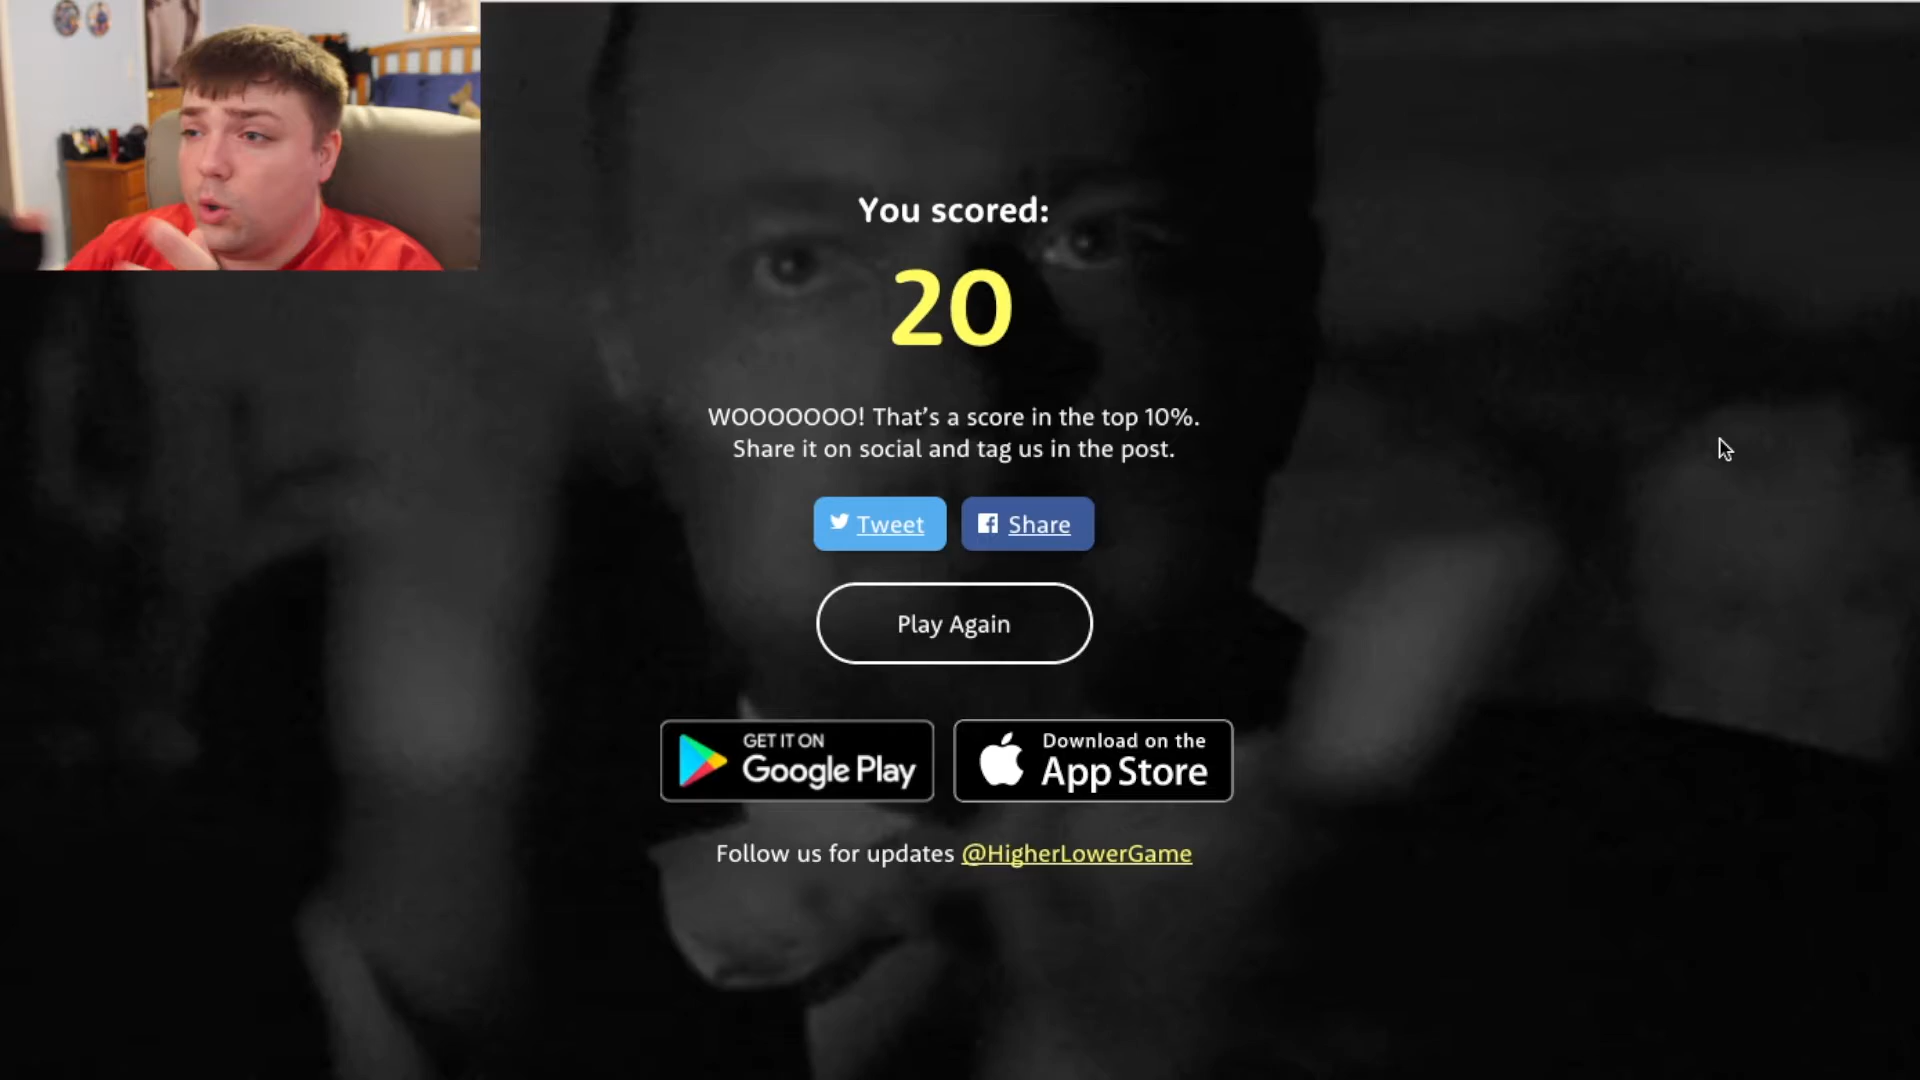 You scored:
20
WOOOOOOO! That's a score in the top 10%.
Share it on social and tag us in the post.
Tweet
Share
Play Again
GET IT ON
Google Play
Download on the
App Store
Follow us for updates @HigherLowerGame